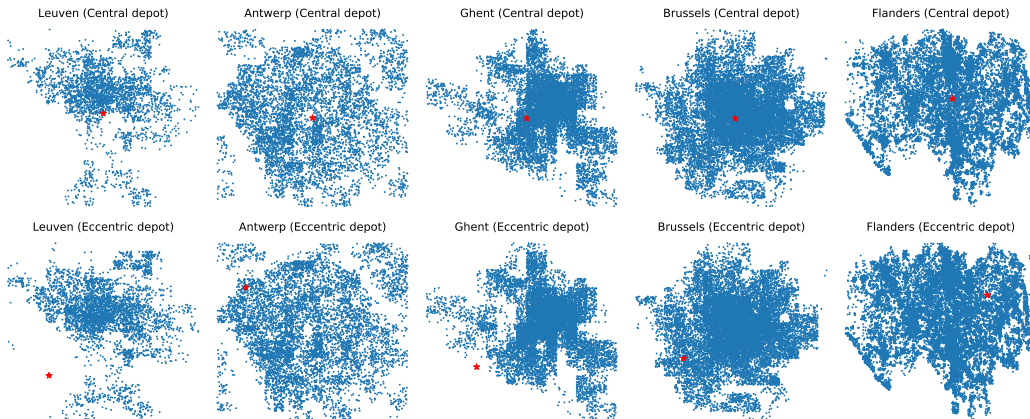 Leuven (Central depot)
Antwerp (Central depot)
Ghent (Central depot)
Brussels (Central depot)
Flanders (Central depot)
Leuven (Eccentric depot)
Antwerp (Eccentric depot)
Ghent (Eccentric depot)
Brussels (Eccentric depot)
Flanders (Eccentric depot)